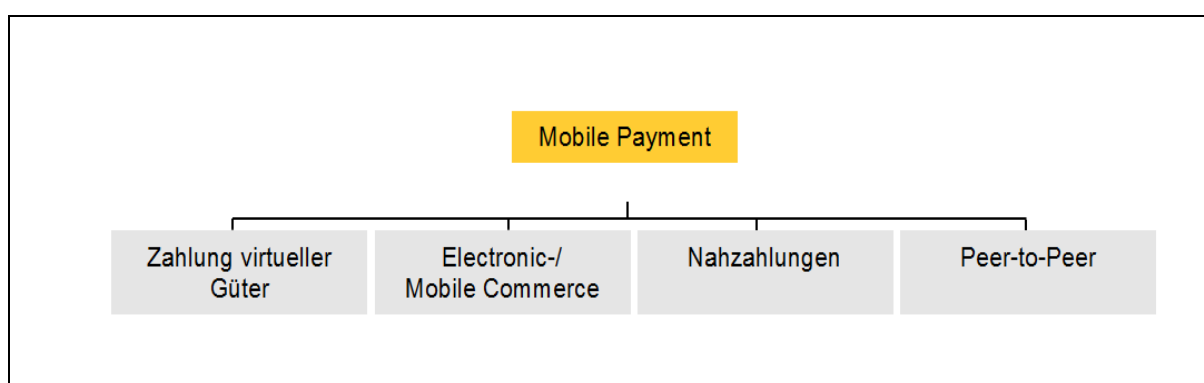 Mobile Payment
Zahlung virtueller
Güter
Electronic-/
Mobile Commerce
Nahzahlungen
Peer-to-Peer